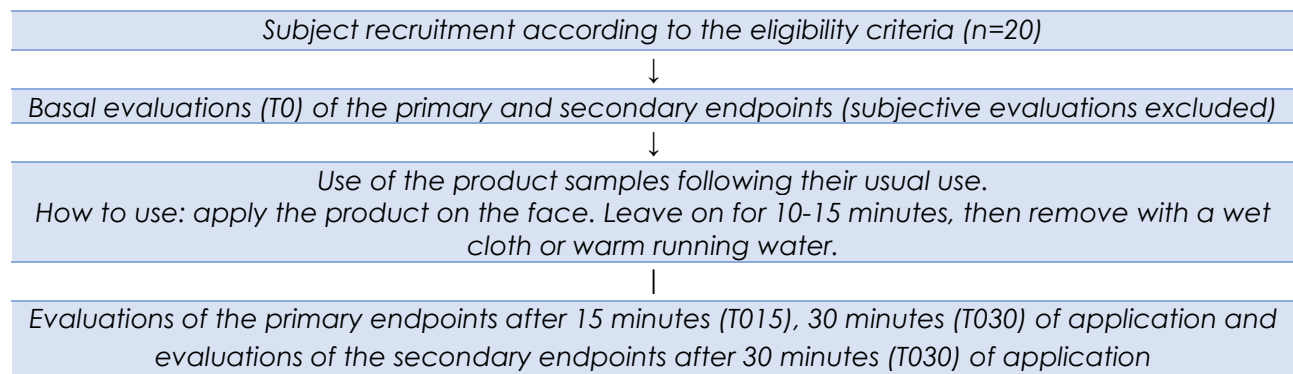 Subject recruitment according to the eligibility criteria (n=20)
↓
Basal evaluations (T0) of the primary and secondary endpoints (subjective evaluations excluded)
↓
Use of the product samples following their usual use.
How to use: apply the product on the face. Leave on for 10-15 minutes, then remove with a wet
cloth or warm running water.
Evaluations of the primary endpoints after 15 minutes (T015), 30 minutes (T030) of application and
evaluations of the secondary endpoints after 30 minutes (T030) of application